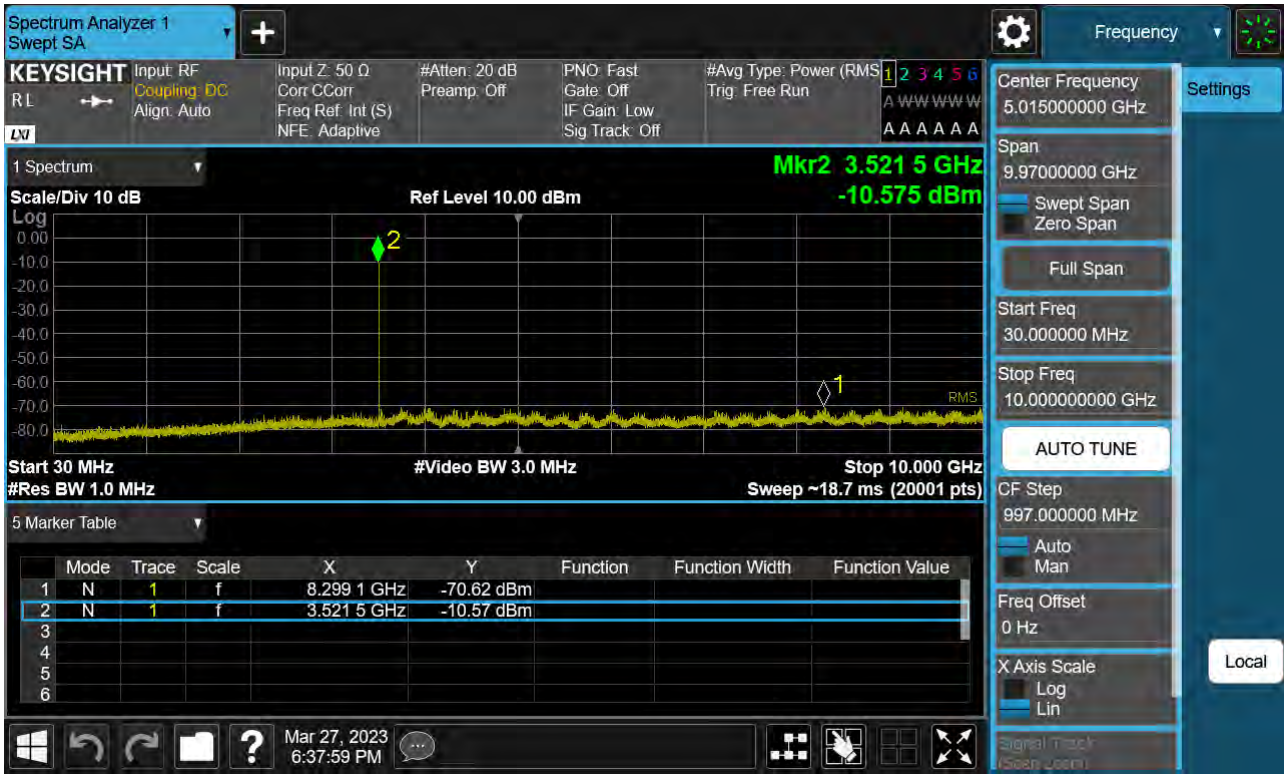 Spectrum Analyzer 1
Swept SA
Frequency
KEYSIGHT
RL
LXI
Input: RF
Coupling: DC
Align: Auto
Input Z: 50 Ω
Corr CCorr
Freq Ref: Int (S)
NFE: Adaptive
#Atten: 20 dB
Preamp: Off
PNO: Fast
Gate: Off
IF Gain: Low
Sig Track: Off
#Avg Type: Power (RMS
Trig: Free Run
1 2 3 4 5 6
A W W W W W
A A A A A A
1 Spectrum
Mkr2 3.521 5 GHz
-10.575 dBm
Scale/Div 10 dB
Ref Level 10.00 dBm
Log
0.00
-10.0
-20.0
-30.0
-40.0
-50.0
-60.0
-70.0
-80.0
2
1
RMS
Start 30 MHz
#Video BW 3.0 MHz
Stop 10.000 GHz
#Res BW 1.0 MHz
Sweep ~18.7 ms (20001 pts)
5 Marker Table
Mode Trace Scale X Y Function Function Width Function Value
1 N 1 f 8.299 1 GHz -70.62 dBm
2 N 1 f 3.521 5 GHz -10.57 dBm
3
4
5
6
Mar 27, 2023
6:37:59 PM
Center Frequency
5.015000000 GHz
Settings
Span
9.97000000 GHz
Swept Span
Zero Span
Full Span
Start Freq
30.000000 MHz
Stop Freq
10.000000000 GHz
AUTO TUNE
CF Step
997.000000 MHz
Auto
Man
Freq Offset
0 Hz
X Axis Scale
Log
Lin
Local
Signal Track
(Span Zoom)